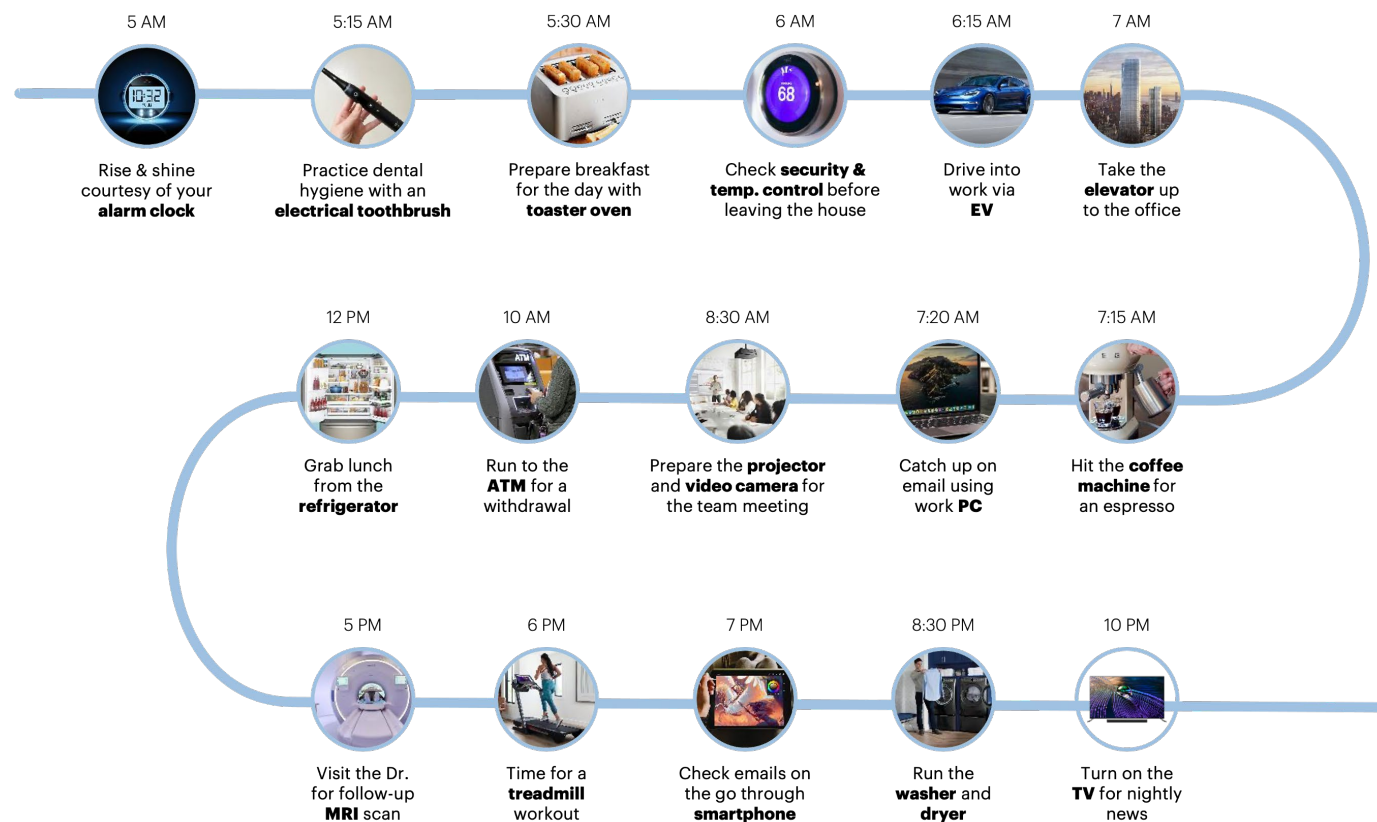 5 AM
Rise & shine
courtesy of your
alarm clock
5:15 AM
Practice dental
hygiene with an
electrical toothbrush
5:30 AM
Prepare breakfast
for the day with
toaster oven
6 AM
68
Check security &
temp. control before
leaving the house
6:15 AM
Drive into
work via
EV
7 AM
Take the
elevator up
to the office
7:15 AM
Hit the coffee
machine for
an espresso
7:20 AM
Catch up on
email using
work PC
8:30 AM
Prepare the projector
and video camera for
the team meeting
10 AM
ATM
Run to the
ATM for a
withdrawal
12 PM
Grab lunch
from the
refrigerator
5 PM
Visit the Dr.
for follow-up
MRI scan
6 PM
Time for a
treadmill
workout
7 PM
Check emails on
the go through
smartphone
8:30 PM
Run the
washer and
dryer
10 PM
Turn on the
TV for nightly
news